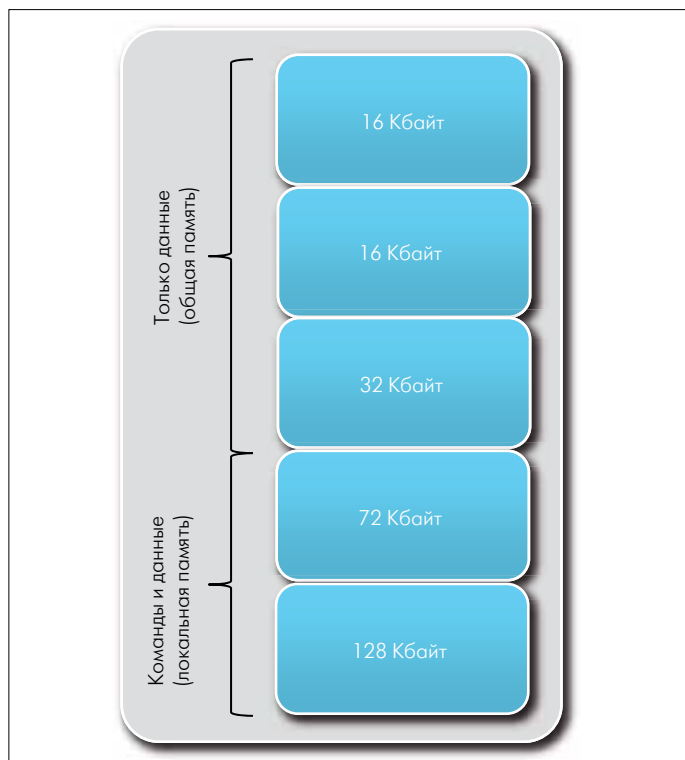 Только данные
(общая память)
16 Кбайт
16 Кбайт
32 Кбайт
Команды и данные
(локальная память)
72 Кбайт
128 Кбайт